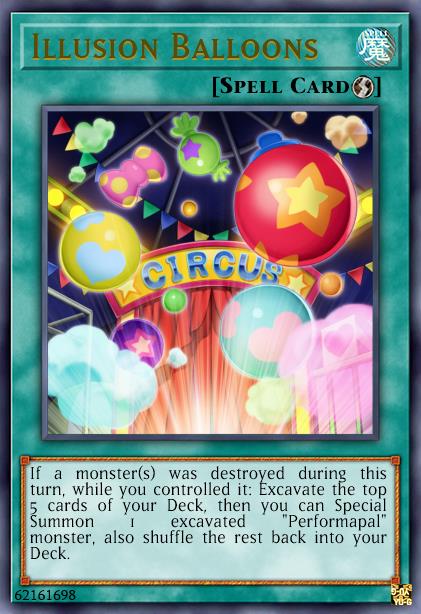 Illusion Balloons
[Spell Card]
CIRCUS
If a monster(s) was destroyed during this
turn, while you controlled it: Excavate the top
5 cards of your Deck, then you can Special
Summon 1 excavated "Performapal"
monster, also shuffle the rest back into your
Deck.
62161698